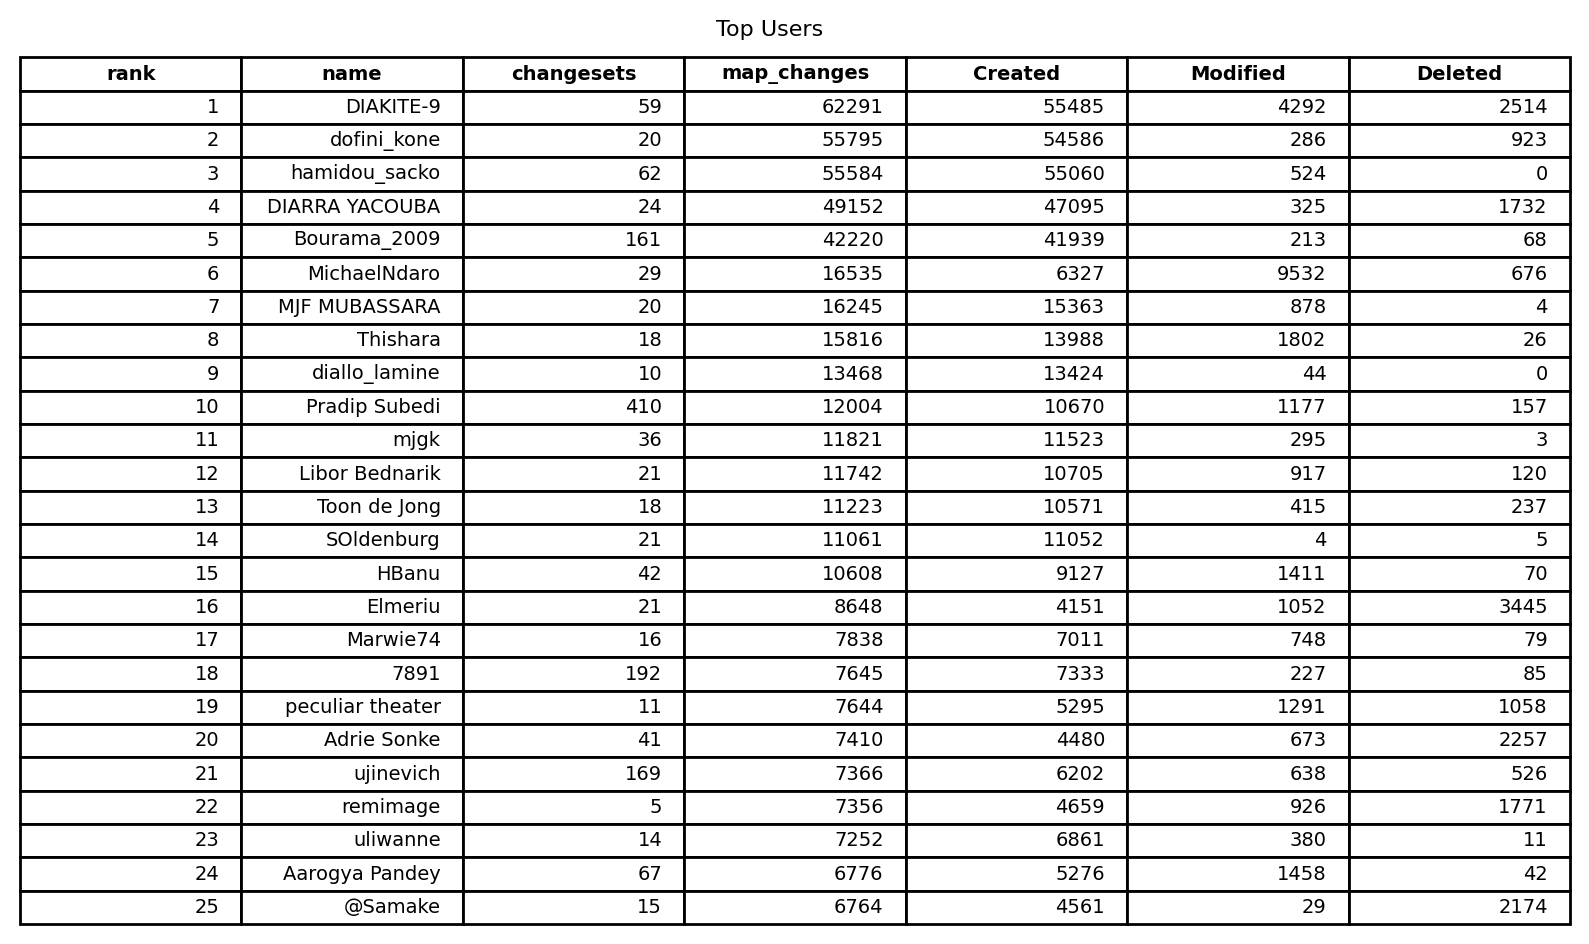 Top Users
rank name changesets map_changes Created Modified Deleted
1 DIAKITE-9 59 62291 55485 4292 2514
2 dofini_kone 20 55795 54586 286 923
3 hamidou_sacko 62 55584 55060 524 0
4 DIARRA YACOUBA 24 49152 47095 325 1732
5 Bourama_2009 161 42220 41939 213 68
6 MichaelNdaro 29 16535 6327 9532 676
7 MJF MUBASSARA 20 16245 15363 878 4
8 Thishara 18 15816 13988 1802 26
9 diallo_lamine 10 13468 13424 44 0
10 Pradip Subedi 410 12004 10670 1177 157
11 mjgk 36 11821 11523 295 3
12 Libor Bednarik 21 11742 10705 917 120
13 Toon de Jong 18 11223 10571 415 237
14 SOldenburg 21 11061 11052 4 5
15 HBanu 42 10608 9127 1411 70
16 Elmeriu 21 8648 4151 1052 3445
17 Marwie74 16 7838 7011 748 79
18 7891 192 7645 7333 227 85
19 peculiar theater 11 7644 5295 1291 1058
20 Adrie Sonke 41 7410 4480 673 2257
21 ujinevich 169 7366 6202 638 526
22 remimage 5 7356 4659 926 1771
23 uliwanne 14 7252 6861 380 11
24 Aarogya Pandey 67 6776 5276 1458 42
25 @Samake 15 6764 4561 29 2174